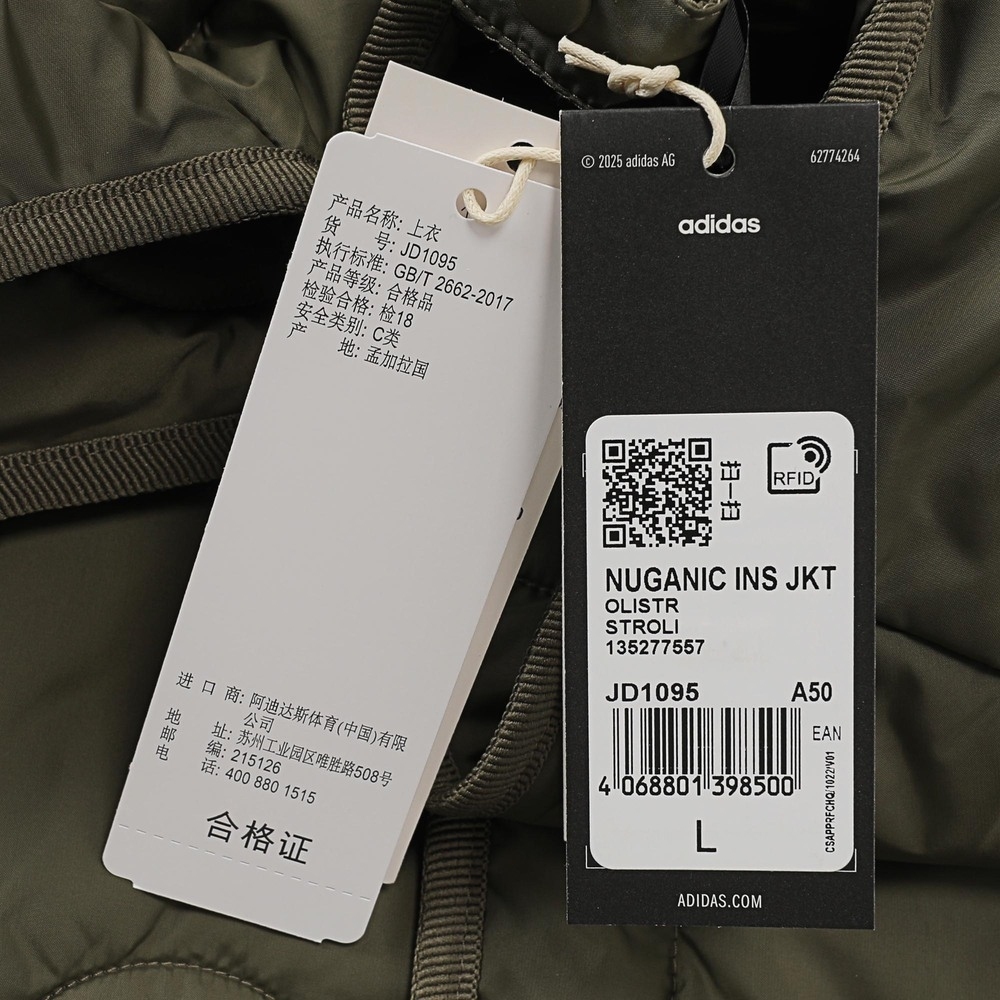 产品名称: 上衣
货 号: JD1095
执行标准: GB/T 2662-2017
产品等级: 合格品
检验合格: 检18
安全类别: C类
产 地: 孟加拉国
进 口 商: 阿迪达斯体育(中国)有限
公司
地 址: 苏州工业园区唯胜路508号
邮 编: 215126
电 话: 400 880 1515
合格证
© 2025 adidas AG
62774264
adidas
RFID
NUGANIC INS JKT
OLISTR
STROLI
135277557
JD1095 A50
EAN
4 068801 398500
CSAPPRFCHQ/1022/V01
L
ADIDAS.COM